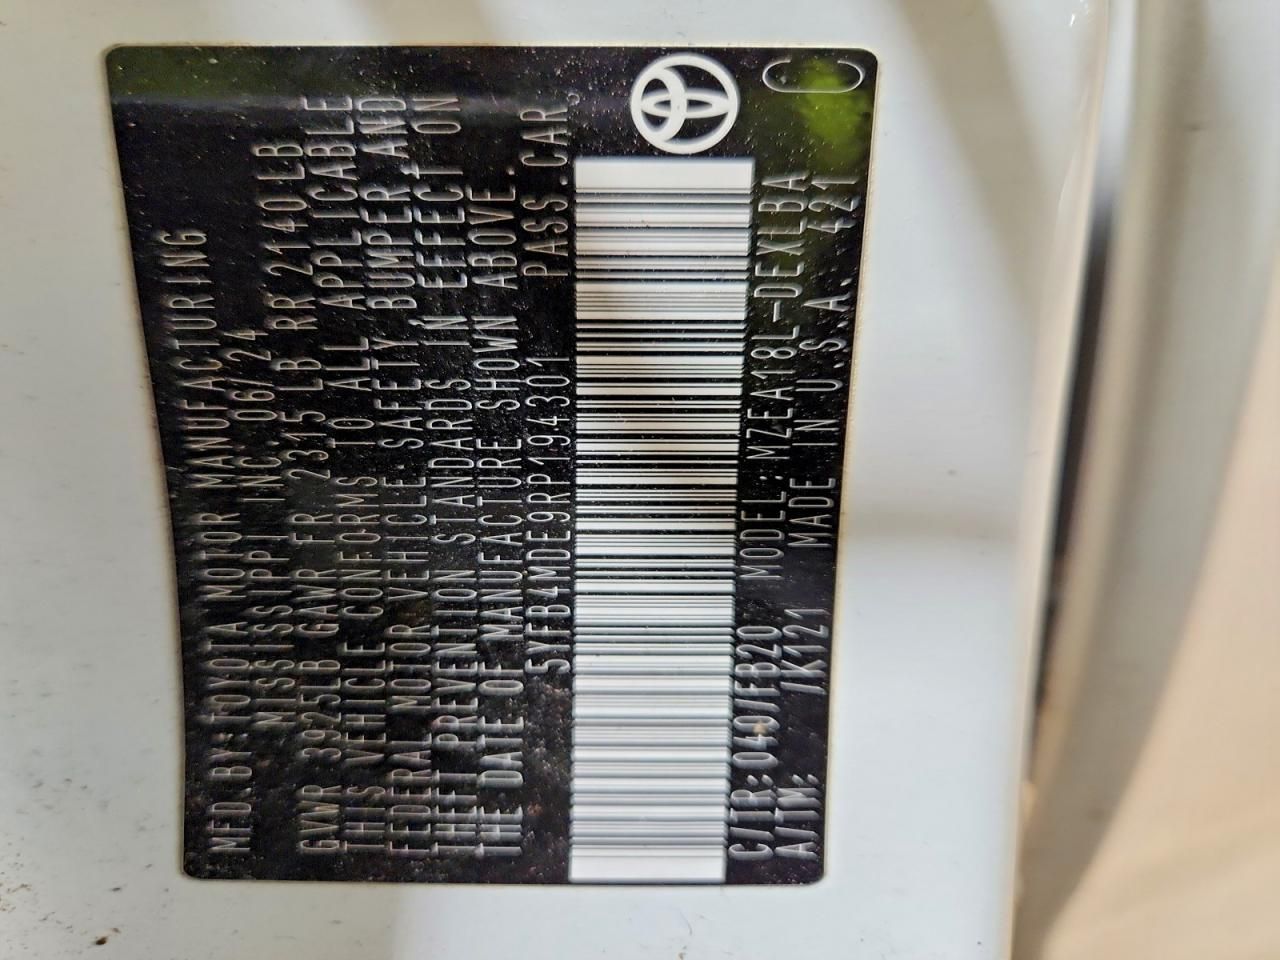 MFD.BY:TOYOTA MOTOR MANUFACTURING
MISSISSIPPI INC. 06/24
GVWR 3925LB GAWR FR 2315 LB RR 2140LB
THIS VEHICLE CONFORMS TO ALL APPLICABLE
FEDERAL MOTOR VEHICLE.SAFETY BUMPER AND
THEFT PREVENTION STANDARDS IN EFFECT ON
THE DATE OF MANUFACTURE SHOWN ABOVE.
5YFB4MDE9RP194301 PASS.CAR
C/TR:040/FB20 MODEL:MZEA18L-DEXLBA
A/TM: /K121 MADE IN U.S.A. 421
C